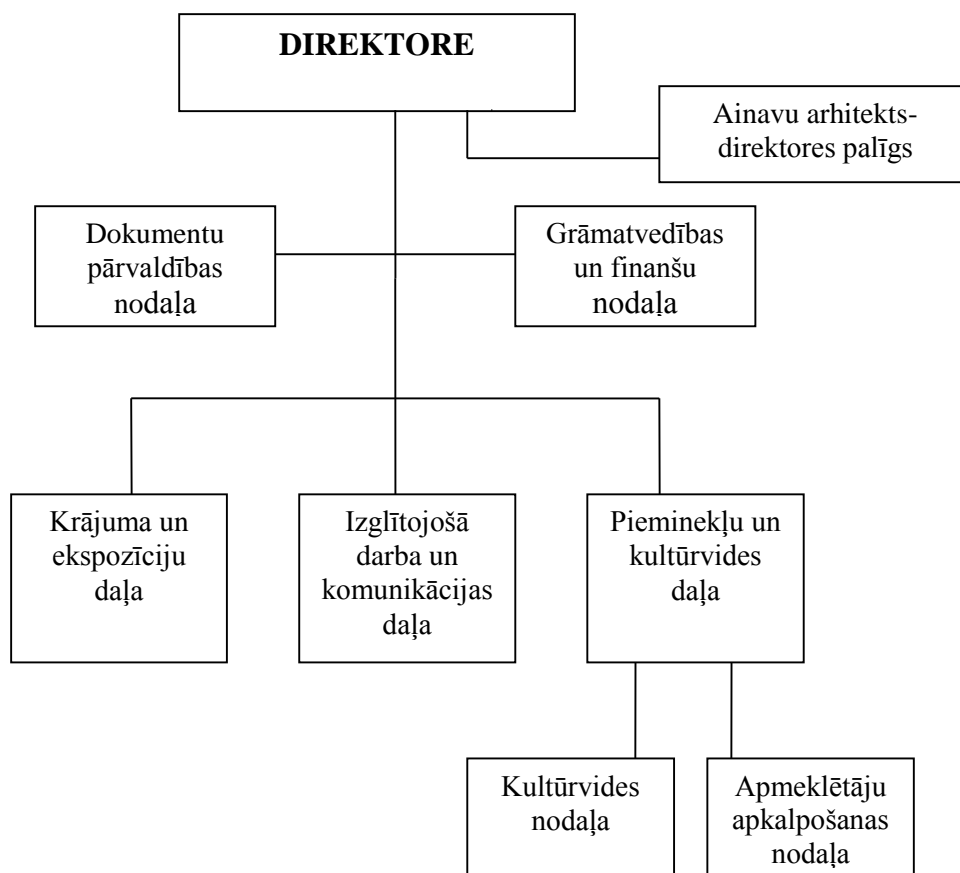 DIREKTORE
Ainavu arhitekts-
direktores palīgs
Dokumentu
pārvaldības
nodaļa
Grāmatvedības
un finanšu
nodaļa
Krājuma un
ekspozīciju
daļa
Izglītojošā
darba un
komunikācijas
daļa
Pieminekļu un
kultūrvides
daļa
Kultūrvides
nodaļa
Apmeklētāju
apkalpošanas
nodaļa